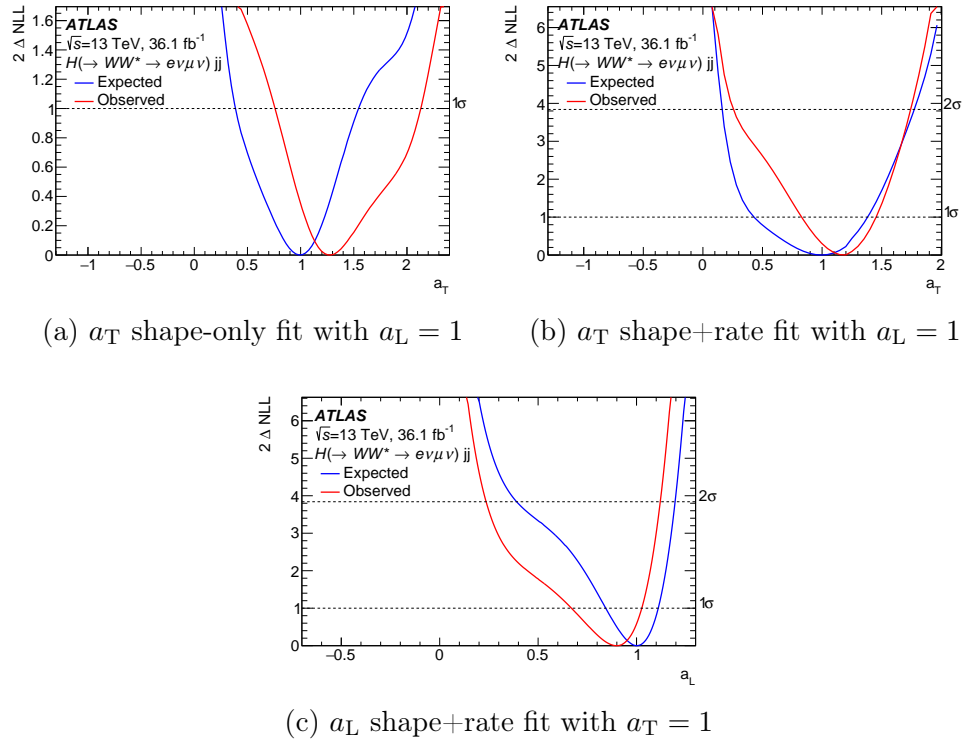 2 Δ NLL
1.6
1.4
1.2
1
0.8
0.6
0.4
0.2
0
ATLAS
√s=13 TeV, 36.1 fb⁻¹
H(→ WW* → eνμν) jj
Expected
Observed
1σ
−1 −0.5 0 0.5 1 1.5 2
a_T
(a) a_T shape-only fit with a_L = 1
2 Δ NLL
6
5
4
3
2
1
0
ATLAS
√s=13 TeV, 36.1 fb⁻¹
H(→ WW* → eνμν) jj
Expected
Observed
2σ
1σ
−1 −0.5 0 0.5 1 1.5 2
a_T
(b) a_T shape+rate fit with a_L = 1
2 Δ NLL
6
5
4
3
2
1
0
ATLAS
√s=13 TeV, 36.1 fb⁻¹
H(→ WW* → eνμν) jj
Expected
Observed
2σ
1σ
−0.5 0 0.5 1
a_L
(c) a_L shape+rate fit with a_T = 1